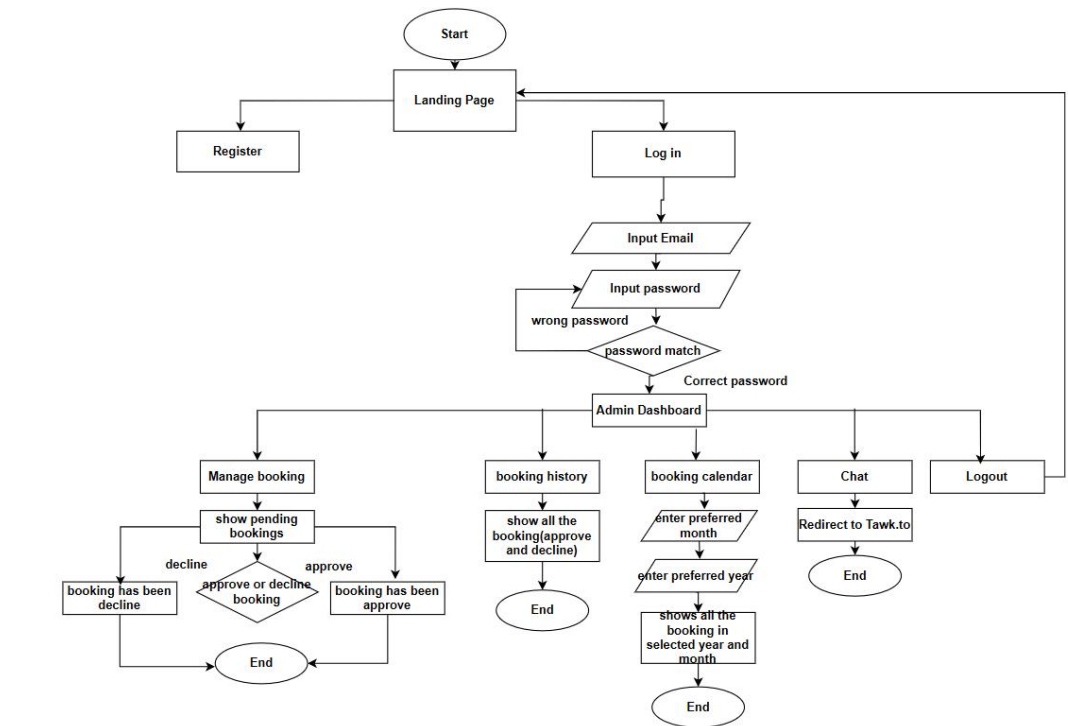 Start
Landing Page
Register
Log in
Input Email
Input password
wrong password
password match
Correct password
Admin Dashboard
Manage booking
booking history
booking calendar
Chat
Logout
show pending
bookings
show all the
booking(approve
and decline)
enter preferred
month
Redirect to Tawk.to
decline
approve
booking has been
decline
approve or decline
booking
booking has been
approve
enter preferred year
End
End
shows all the
booking in
selected year and
month
End
End